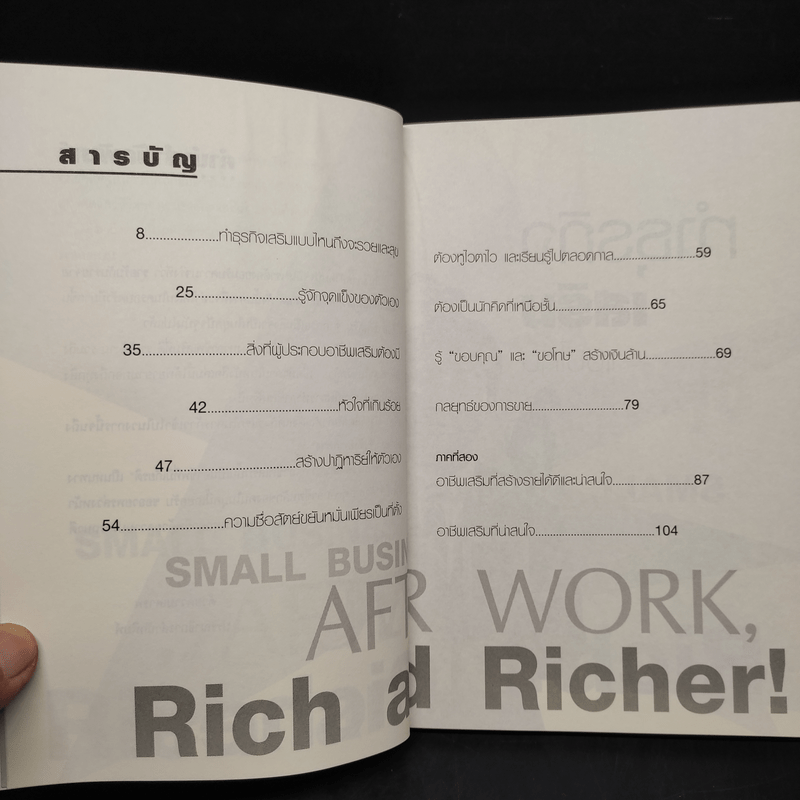 สารบัญ
8......................ทำธุรกิจเสริมแบบไหนถึงจะรวยและสุข
25................................รู้จักจุดแข็งของตัวเอง
35................................สิ่งที่ผู้ประกอบอาชีพเสริมต้องมี
42........................................หัวใจที่เกินร้อย
47.....................................สร้างปาฏิหาริย์ให้ตัวเอง
54...............................ความซื่อสัตย์ขยันหมั่นเพียรเป็นที่ตั้ง
ต้องหูไวตาไว และเรียนรู้ไปตลอดกาล.........................59
ต้องเป็นนักคิดที่เหนือชั้น.............................65
รู้ “ขอบคุณ” และ “ขอโทษ” สร้างเงินล้าน.....................69
กลยุทธ์ของการขาย............................79
ภาคที่สอง
อาชีพเสริมที่สร้างรายได้ดีและน่าสนใจ.........................87
อาชีพเสริมที่น่าสนใจ....................................104
SMALL BUSIN
AFT R WORK,
Rich a d Richer!